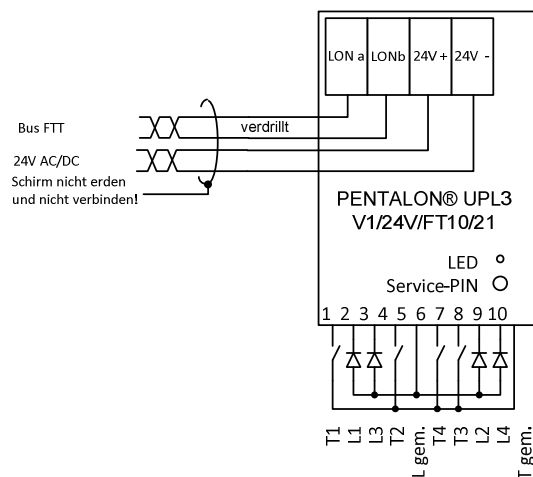 LON a LONb 24V + 24V -
Bus FTT
verdrillt
24V AC/DC
Schirm nicht erden
und nicht verbinden!
PENTALON® UPL3
V1/24V/FT10/21
LED
Service-PIN
1 2 3 4 5 6 7 8 9 10
T1
L1
L3
T2
L gem.
T4
T3
L2
L4
T gem.